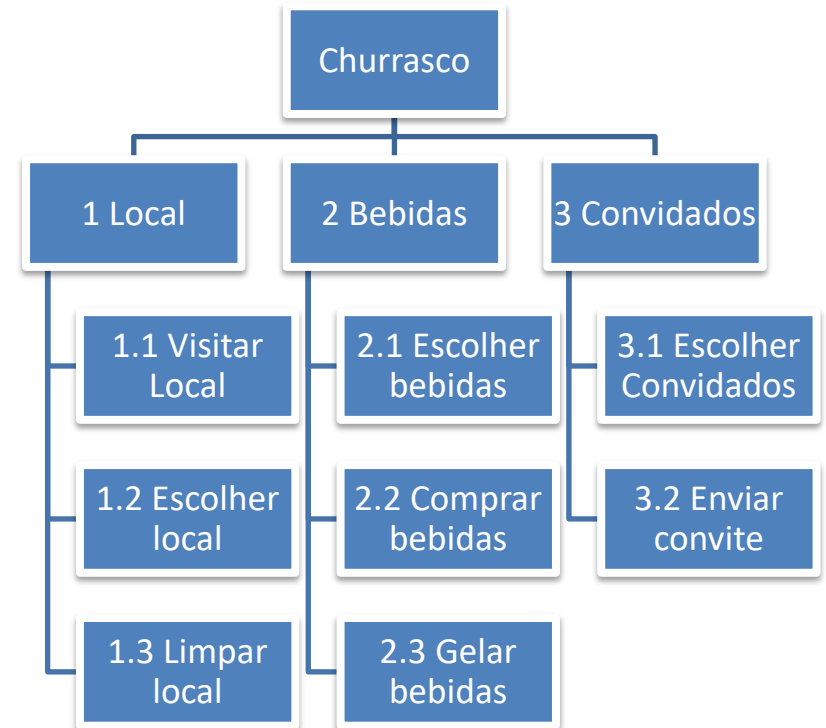 Churrasco
1 Local
2 Bebidas
3 Convidados
1.1 Visitar
Local
2.1 Escolher
bebidas
3.1 Escolher
Convidados
1.2 Escolher
local
2.2 Comprar
bebidas
3.2 Enviar
convite
1.3 Limpar
local
2.3 Gelar
bebidas